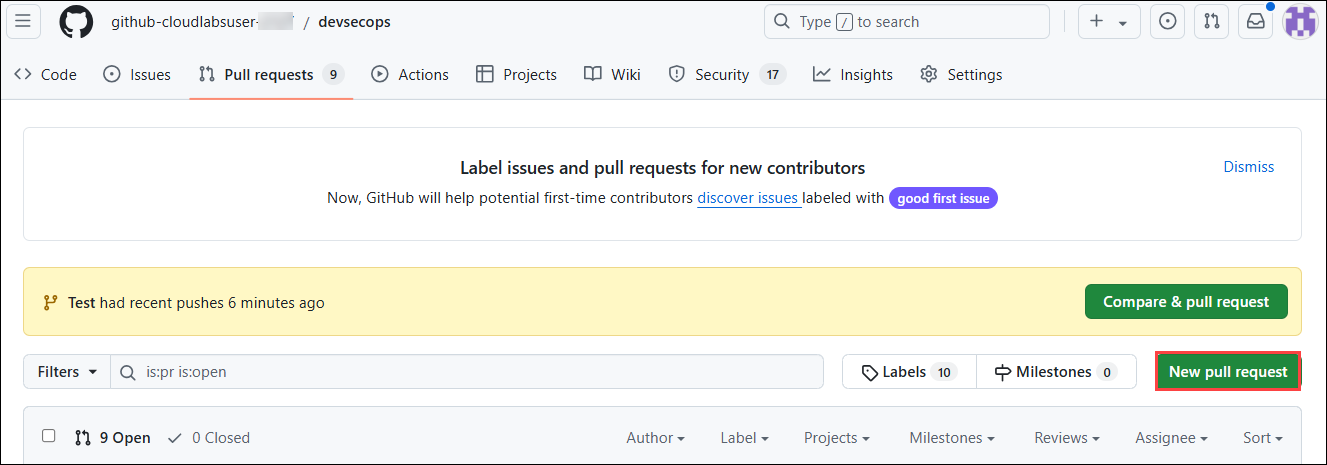 github-cloudlabsuser- / devsecops
Type / to search
Code Issues Pull requests 9 Actions Projects Wiki Security 17 Insights Settings
Label issues and pull requests for new contributors
Dismiss
Now, GitHub will help potential first-time contributors discover issues labeled with good first issue
Test had recent pushes 6 minutes ago
Compare & pull request
Filters is:pr is:open Labels 10 Milestones 0 New pull request
9 Open 0 Closed Author Label Projects Milestones Reviews Assignee Sort